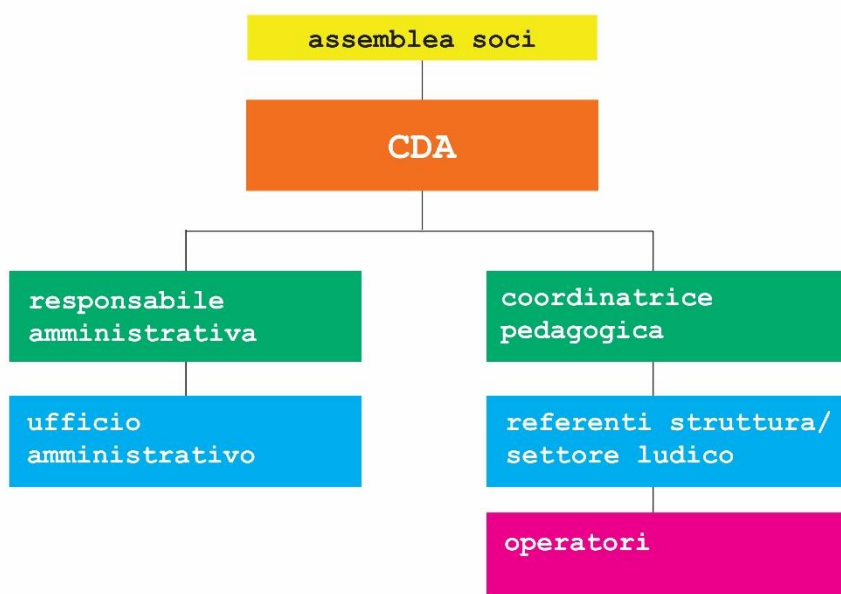 assemblea soci
CDA
responsabile
amministrativa
coordinatrice
pedagogica
ufficio
amministrativo
referenti struttura/
settore ludico
operatori